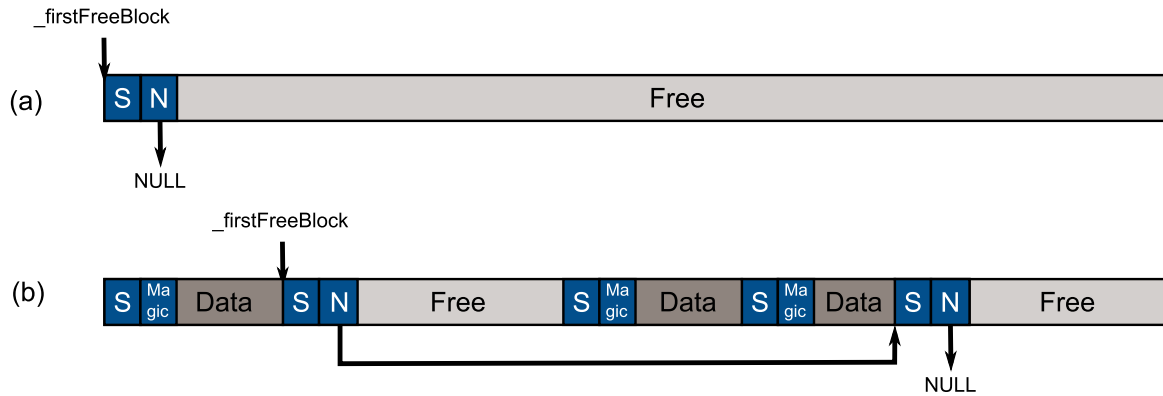 _firstFreeBlock
(a)
S N Free
NULL
_firstFreeBlock
(b)
S Ma
gic Data S N Free S Ma
gic Data S Ma
gic Data S N Free
NULL